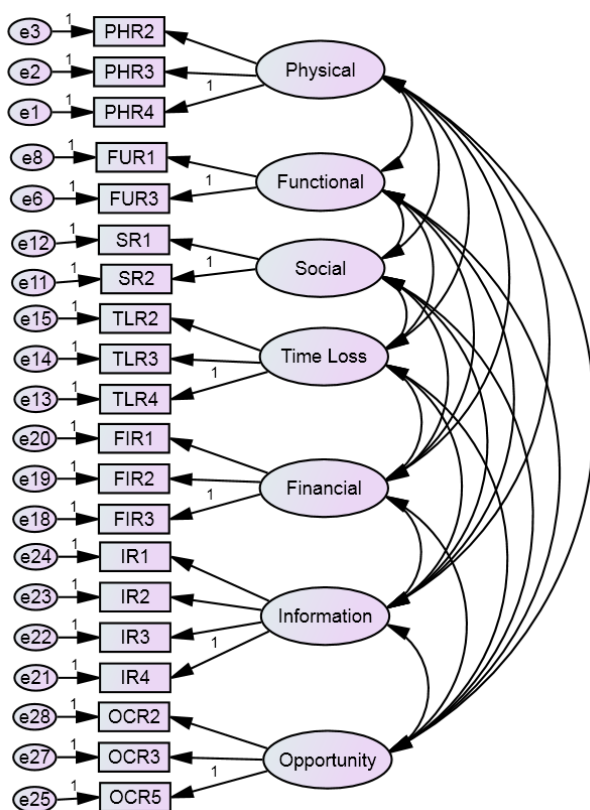 e3 1 PHR2
e2 1 PHR3 Physical
e1 1 PHR4 1
e8 1 FUR1
e6 1 FUR3 1 Functional
e12 1 SR1
e11 1 SR2 1 Social
e15 1 TLR2
e14 1 TLR3 Time Loss
e13 1 TLR4 1
e20 1 FIR1
e19 1 FIR2 Financial
e18 1 FIR3 1
e24 1 IR1
e23 1 IR2 Information
e22 1 IR3
e21 1 IR4 1
e28 1 OCR2
e27 1 OCR3 Opportunity
e25 1 OCR5 1